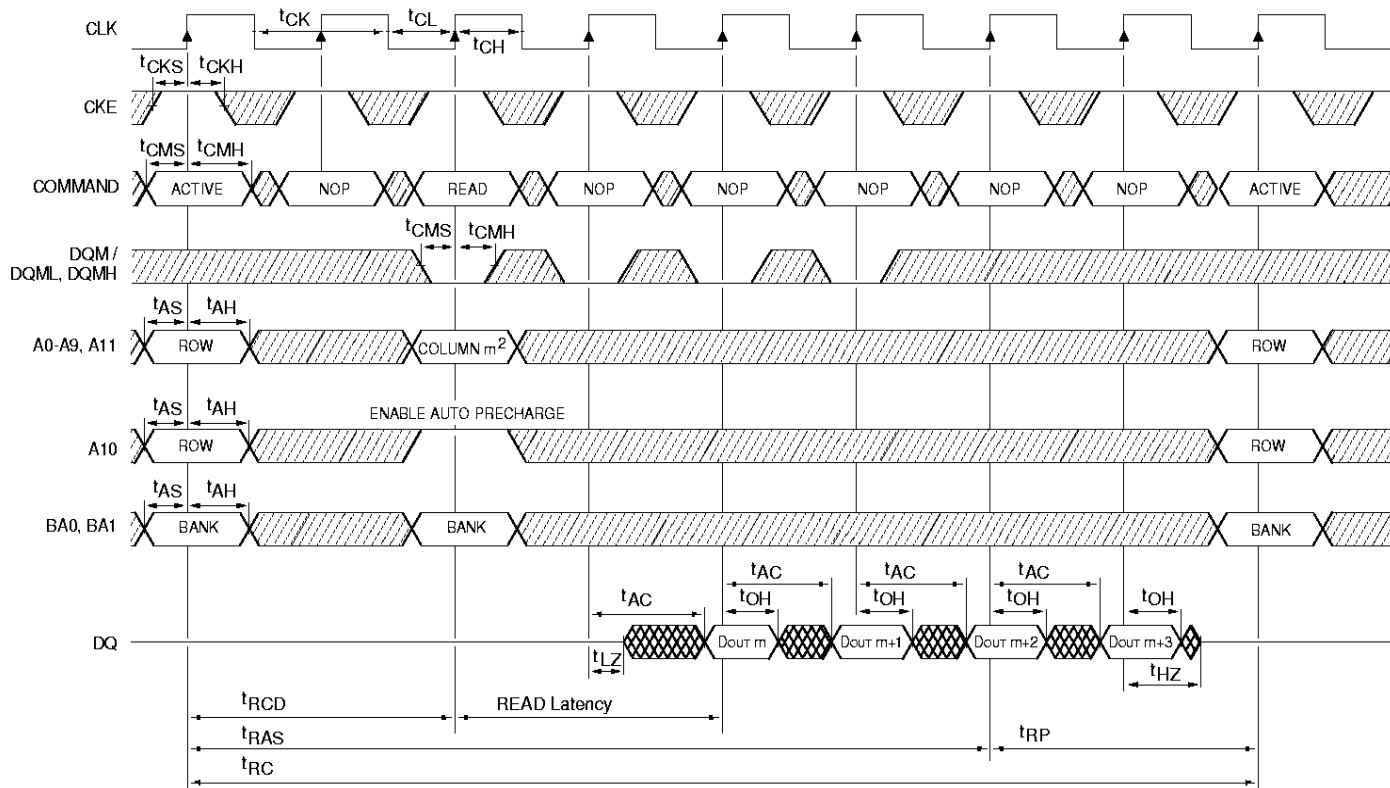 tCK tCL
CLK
tCH
tCKS tCKH
CKE
tCMS tCMH
COMMAND ACTIVE NOP READ NOP NOP NOP NOP NOP ACTIVE
tCMS tCMH
DQM /
DQML, DQMH
tAS tAH
A0-A9, A11 ROW COLUMN m2 ROW
tAS tAH ENABLE AUTO PRECHARGE
A10 ROW ROW
tAS tAH
BA0, BA1 BANK BANK BANK
tAC tAC tAC tAC
tOH tOH tOH tOH
DQ DOUT m DOUT m+1 DOUT m+2 DOUT m+3
tLZ tHZ
tRCD READ Latency
tRAS tRP
tRC